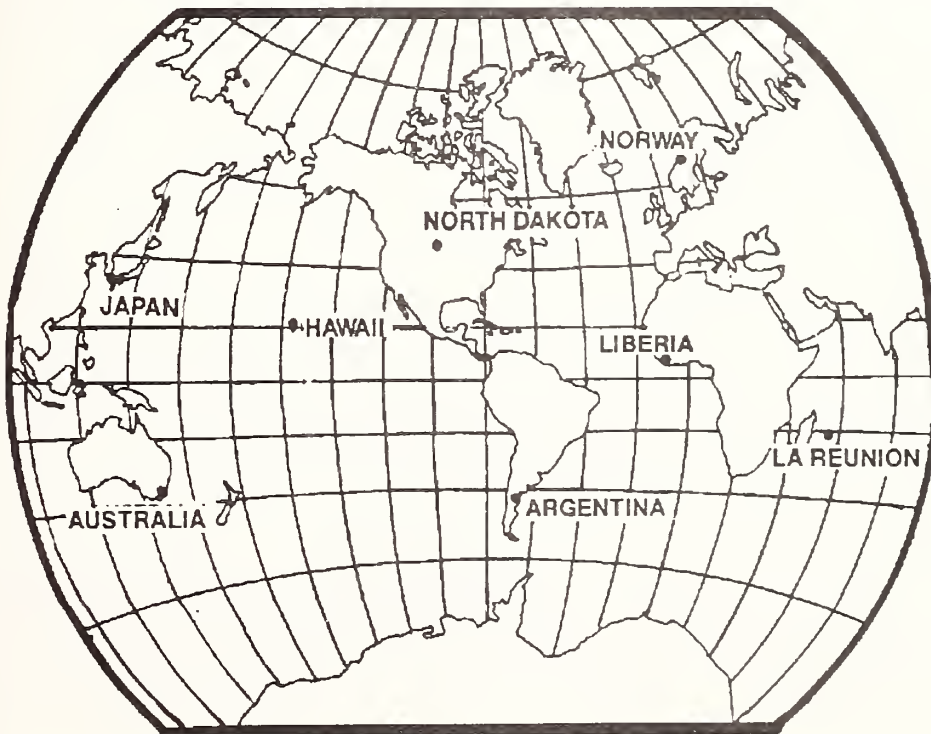 NORWAY
NORTH DAKOTA
JAPAN
HAWAII
LIBERIA
LA REUNION
AUSTRALIA
ARGENTINA